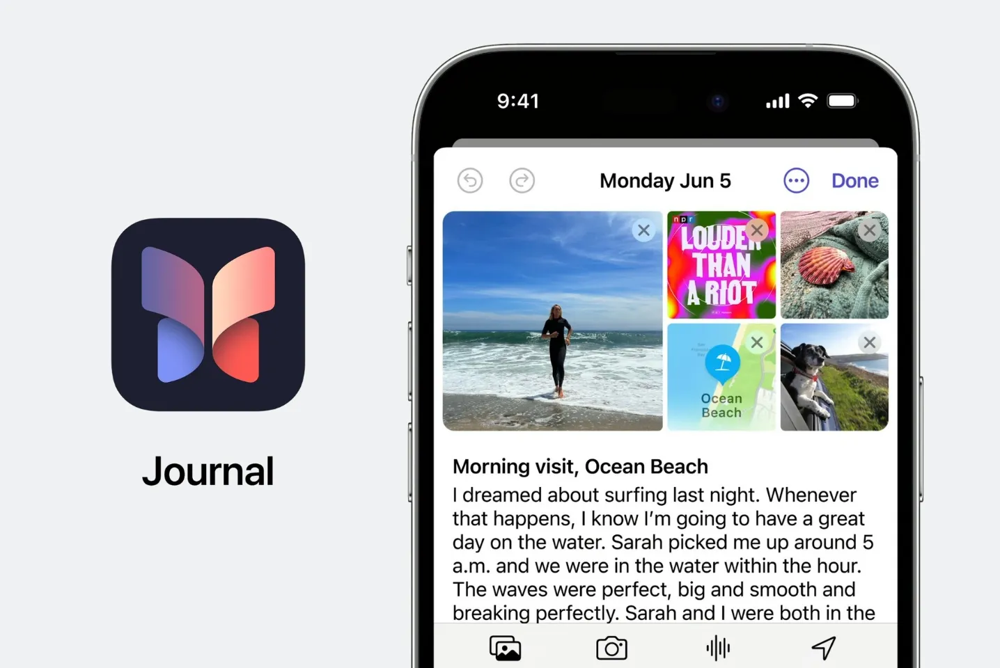 9:41
Monday Jun 5
Done
npr
LOUDER
THAN
A RIOT
Ocean
Beach
Journal
Morning visit, Ocean Beach
I dreamed about surfing last night. Whenever
that happens, I know I’m going to have a great
day on the water. Sarah picked me up around 5
a.m. and we were in the water within the hour.
The waves were perfect, big and smooth and
breaking perfectly. Sarah and I were both in the